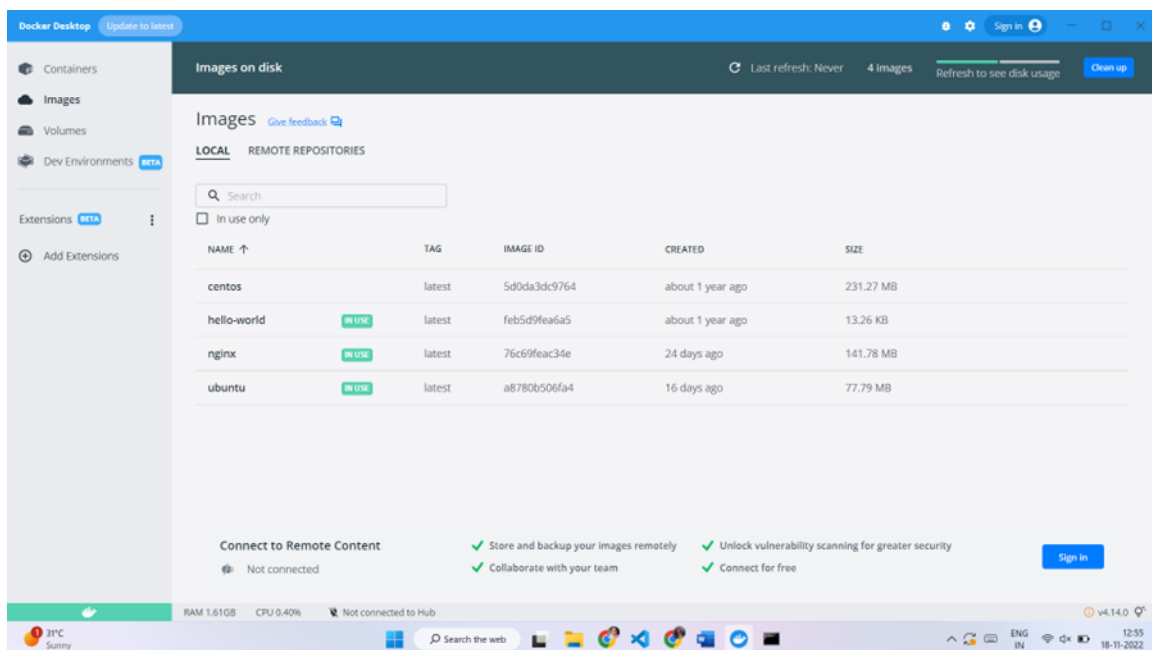 Docker Desktop Update to latest Sign in
Containers
Images
Volumes
Dev Environments BETA
Extensions BETA
Add Extensions
Images on disk Last refresh: Never 4 images Refresh to see disk usage Clean up
Images Give feedback
LOCAL REMOTE REPOSITORIES
Search
In use only
NAME TAG IMAGE ID CREATED SIZE
centos latest 5d0da3dc9764 about 1 year ago 231.27 MB
hello-world IN USE latest feb5d9fea6a5 about 1 year ago 13.26 KB
nginx IN USE latest 76c69feac34e 24 days ago 141.78 MB
ubuntu IN USE latest a8780b506fa4 16 days ago 77.79 MB
Connect to Remote Content
Not connected
Store and backup your images remotely
Collaborate with your team
Unlock vulnerability scanning for greater security
Connect for free
Sign in
RAM 1.61GB CPU 0.40% Not connected to Hub v4.14.0
1 31°C
Sunny
Search the web
ENG
IN
12:55
18-11-2022